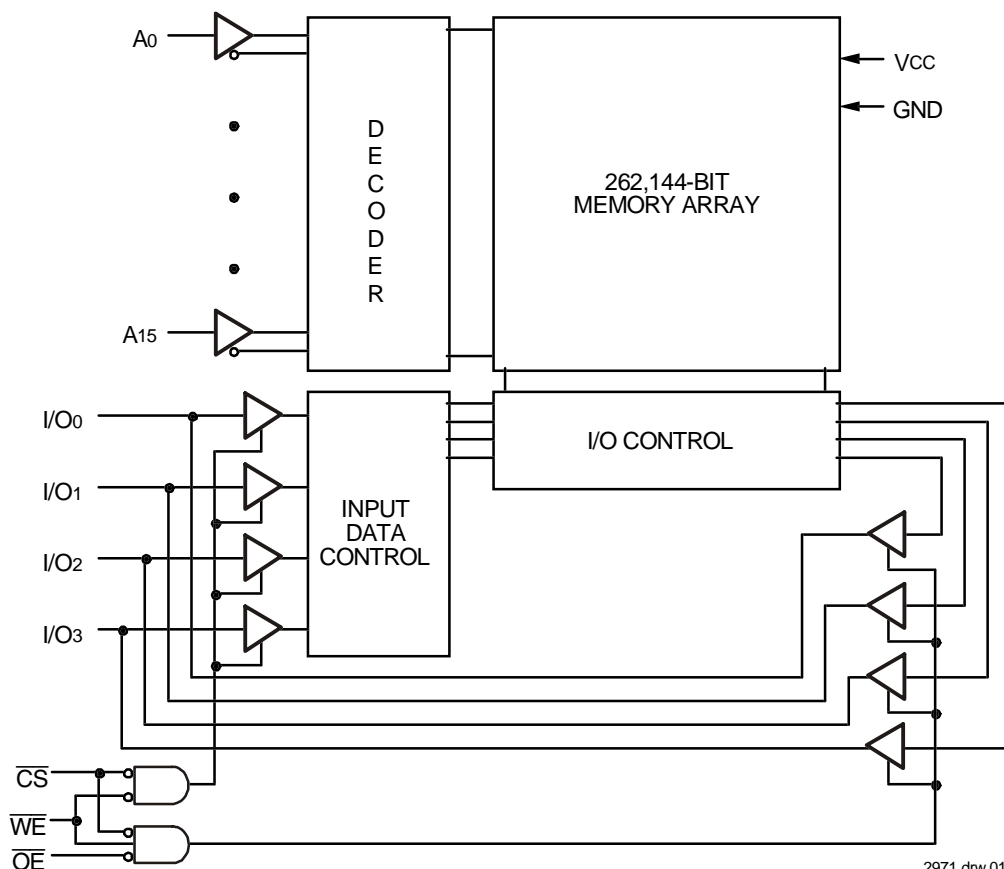 A0
VCC
GND
DECODER
262,144-BIT
MEMORY ARRAY
A15
I/O0
I/O1
I/O2
I/O3
INPUT
DATA
CONTROL
I/O CONTROL
CS
WE
OE
2971 drw 01